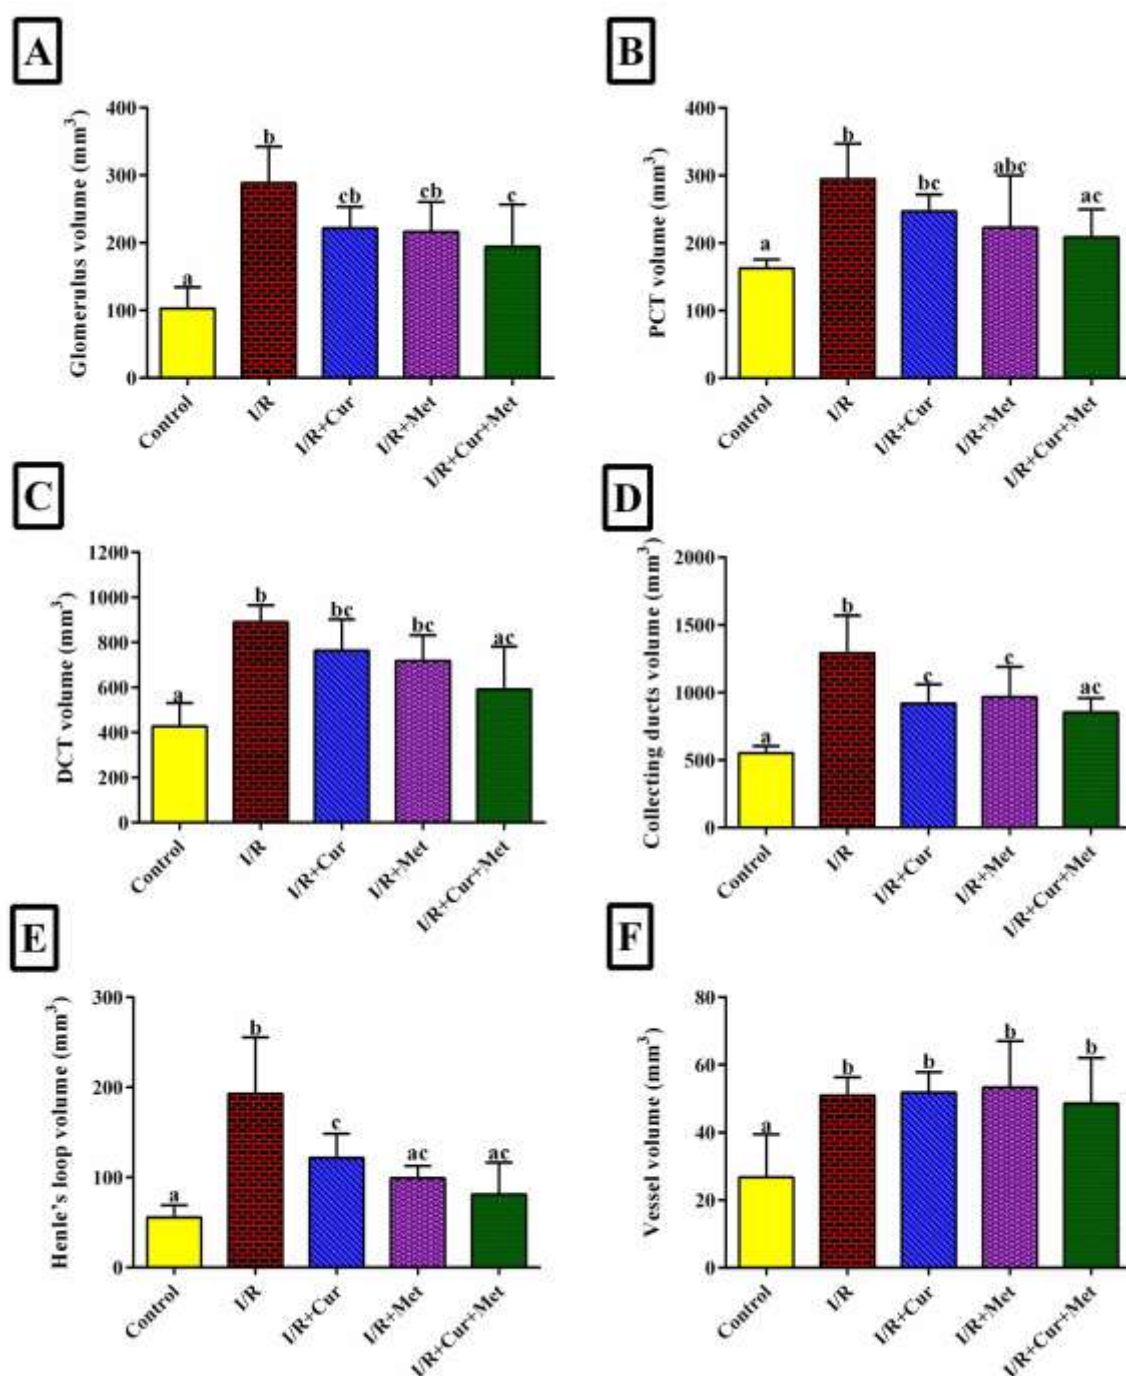 A
Glomerulus volume (mm³)
400
300
200
100
0
a
b
cb
cb
c
Control
I/R
I/R+Cur
I/R+Met
I/R+Cur+Met
B
PCT volume (mm³)
400
300
200
100
0
a
b
bc
abc
ac
Control
I/R
I/R+Cur
I/R+Met
I/R+Cur+Met
C
DCT volume (mm³)
1200
1000
800
600
400
200
0
a
b
bc
bc
ac
Control
I/R
I/R+Cur
I/R+Met
I/R+Cur+Met
D
Collecting ducts volume (mm³)
2000
1500
1000
500
0
a
b
c
c
ac
Control
I/R
I/R+Cur
I/R+Met
I/R+Cur+Met
E
Henle's loop volume (mm³)
300
200
100
0
a
b
c
ac
ac
Control
I/R
I/R+Cur
I/R+Met
I/R+Cur+Met
F
Vessel volume (mm³)
80
60
40
20
0
a
b
b
b
b
Control
I/R
I/R+Cur
I/R+Met
I/R+Cur+Met